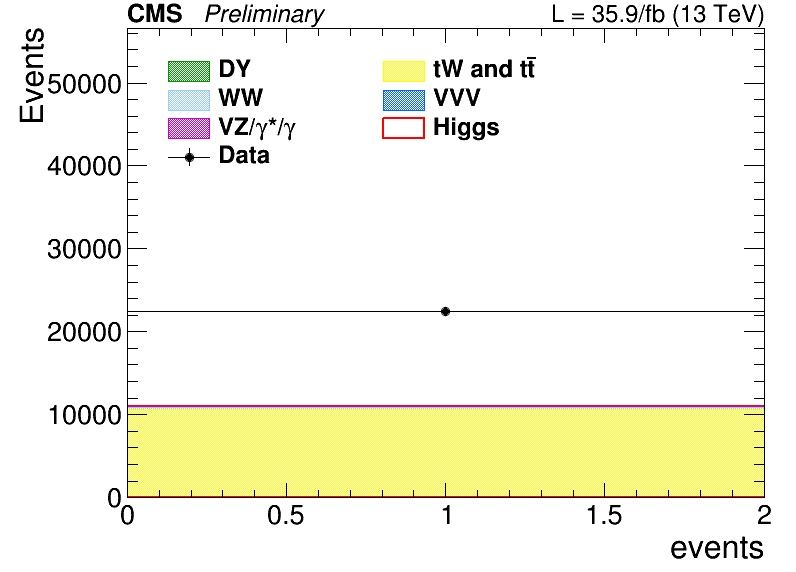 CMS Preliminary L = 35.9/fb (13 TeV)
Events
DY tW and tt̄
WW VVV
VZ/γ*/γ Higgs
Data
50000
40000
30000
20000
10000
0
0 0.5 1 1.5 2
events